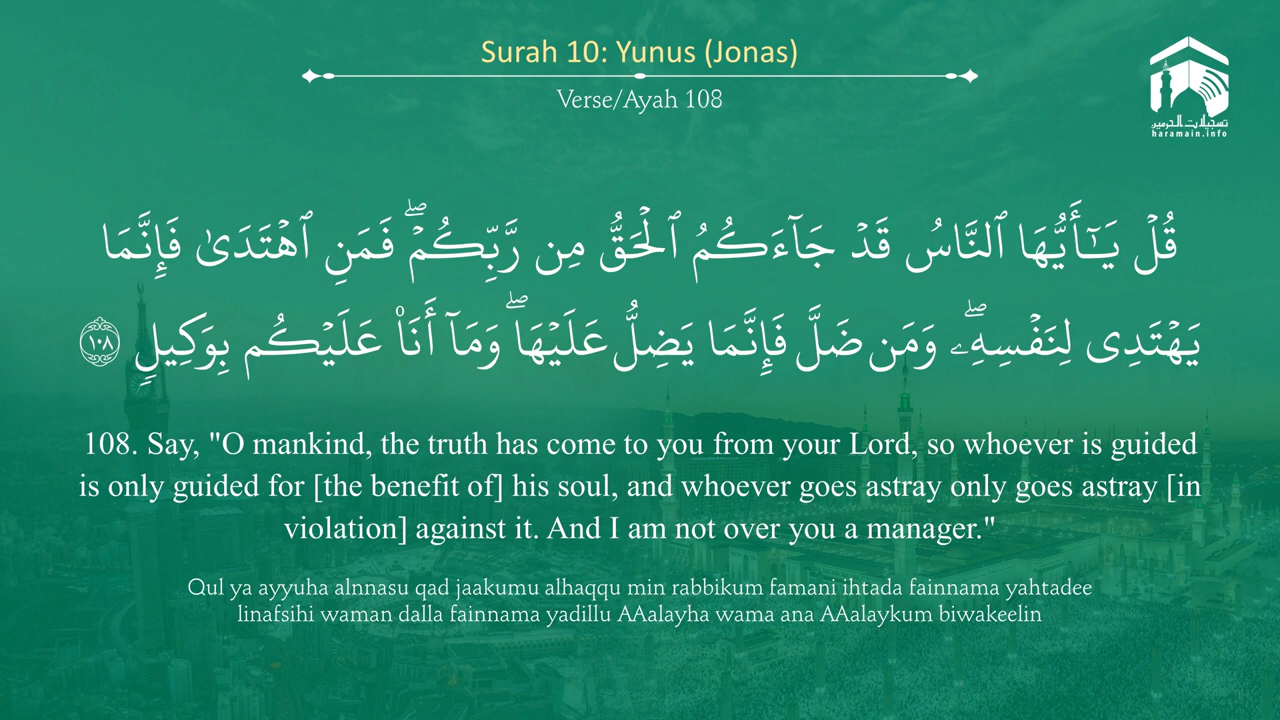 Surah 10: Yunus (Jonas)
Verse/Ayah 108
تسجيلات الحرمين
haramain.info
قُلۡ يَـٰٓأَيُّهَا ٱلنَّاسُ قَدۡ جَآءَكُمُ ٱلۡحَقُّ مِن رَّبِّكُمۡۖ فَمَنِ ٱهۡتَدَىٰ فَإِنَّمَا
يَهۡتَدِى لِنَفۡسِهِۦۖ وَمَن ضَلَّ فَإِنَّمَا يَضِلُّ عَلَيۡهَاۖ وَمَآ أَنَا۠ عَلَيۡكُم بِوَكِيلٍ ١٠٨
108. Say, "O mankind, the truth has come to you from your Lord, so whoever is guided
is only guided for [the benefit of] his soul, and whoever goes astray only goes astray [in
violation] against it. And I am not over you a manager."
Qul ya ayyuha alnnasu qad jaakumu alhaqqu min rabbikum famani ihtada fainnama yahtadee
linafsihi waman dalla fainnama yadillu AAalayha wama ana AAalaykum biwakeelin